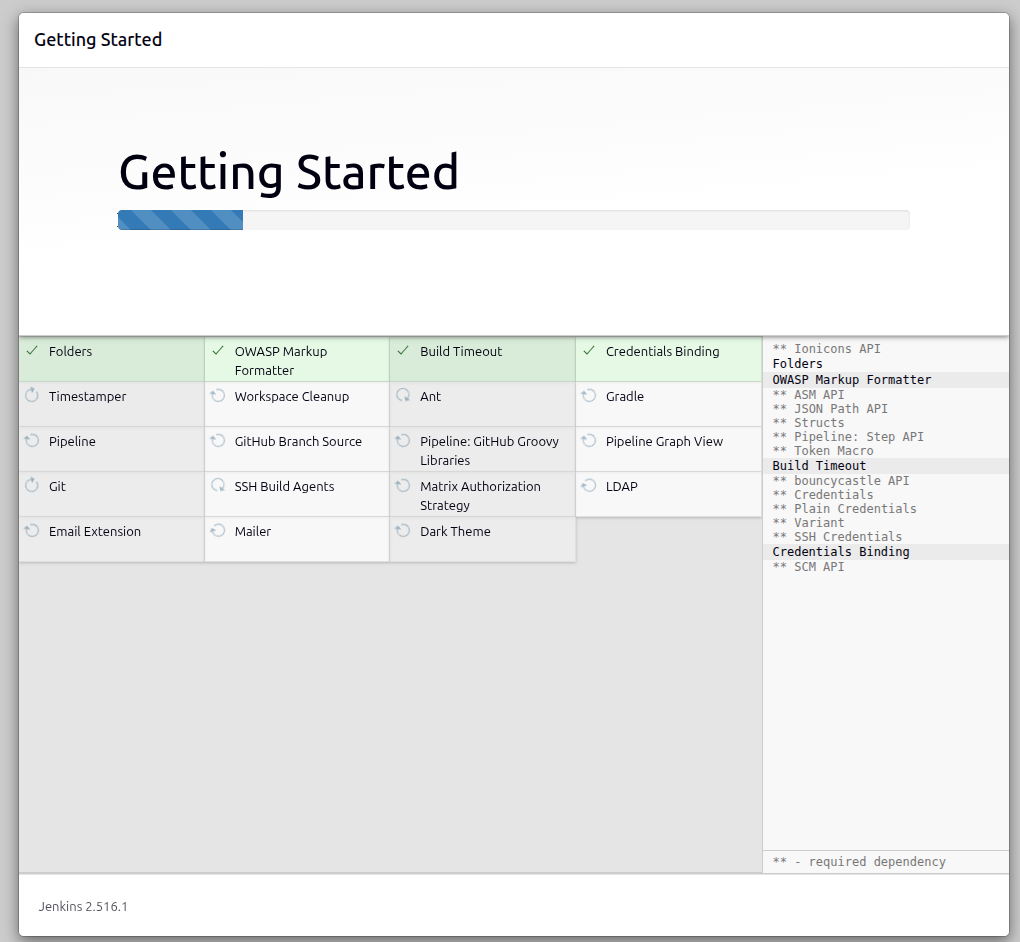 Getting Started
Getting Started
Folders
OWASP Markup
Formatter
Build Timeout
Credentials Binding
Timestamper
Workspace Cleanup
Ant
Gradle
Pipeline
GitHub Branch Source
Pipeline: GitHub Groovy
Libraries
Pipeline Graph View
Git
SSH Build Agents
Matrix Authorization
Strategy
LDAP
Email Extension
Mailer
Dark Theme
** Ionicons API
Folders
OWASP Markup Formatter
** ASM API
** JSON Path API
** Structs
** Pipeline: Step API
** Token Macro
Build Timeout
** bouncycastle API
** Credentials
** Plain Credentials
** Variant
** SSH Credentials
Credentials Binding
** SCM API
** - required dependency
Jenkins 2.516.1